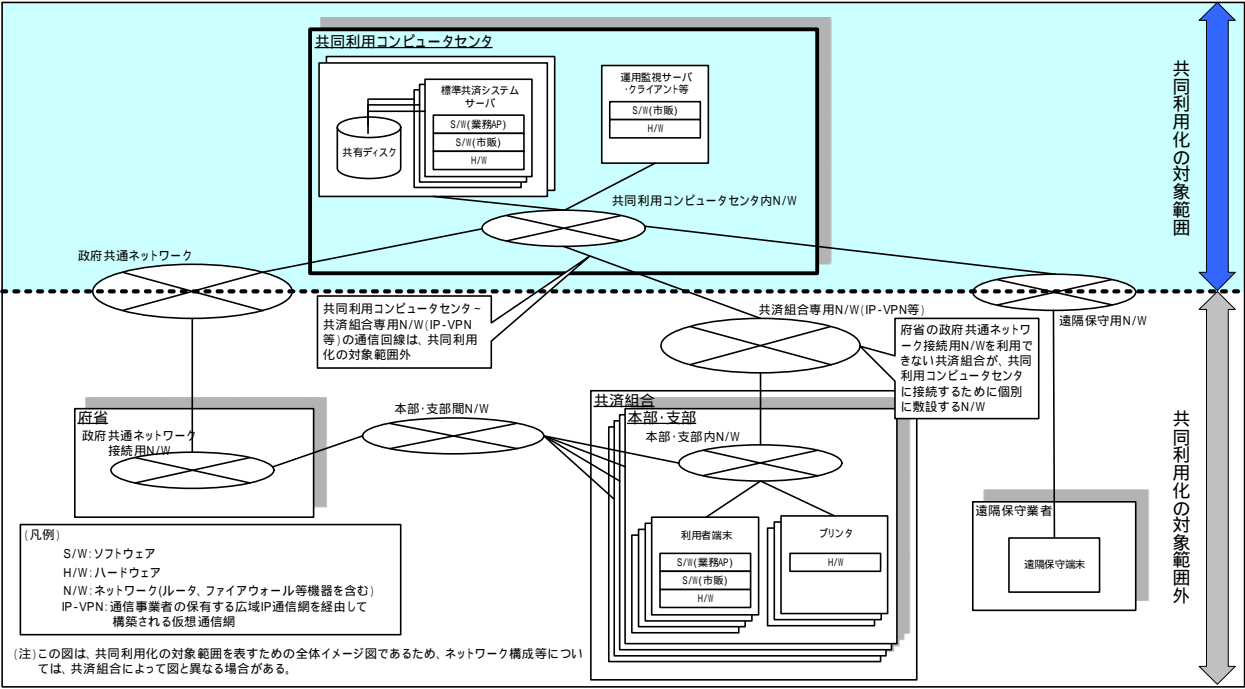 共同利用コンピュータセンタ
標準共済システム
サーバ
S/W(業務AP)
S/W(市販)
H/W
共有ディスク
運用監視サーバ
・クライアント等
S/W(市販)
H/W
共同利用コンピュータセンタ内N/W
共同利用化の対象範囲
政府共通ネットワーク
共同利用コンピュータセンタ~
共済組合専用N/W(IP-VPN
等)の通信回線は、共同利用
化の対象範囲外
共済組合専用N/W(IP-VPN等)
遠隔保守用N/W
府省の政府共通ネットワ
ーク接続用N/Wを利用で
きない共済組合が、共同
利用コンピュータセンタ
に接続するために個別
に敷設するN/W
府省
政府共通ネットワーク
接続用N/W
本部・支部間N/W
共済組合
本部・支部
本部・支部内N/W
利用者端末
S/W(業務AP)
S/W(市販)
H/W
プリンタ
H/W
遠隔保守業者
遠隔保守端末
共同利用化の対象範囲外
(凡例)
S/W:ソフトウェア
H/W:ハードウェア
N/W:ネットワーク(ルータ、ファイアウォール等機器を含む)
IP-VPN:通信事業者の保有する広域IP通信網を経由して
構築される仮想通信網
(注)この図は、共同利用化の対象範囲を表すための全体イメージ図であるため、ネットワーク構成等につい
ては、共済組合によって図と異なる場合がある。